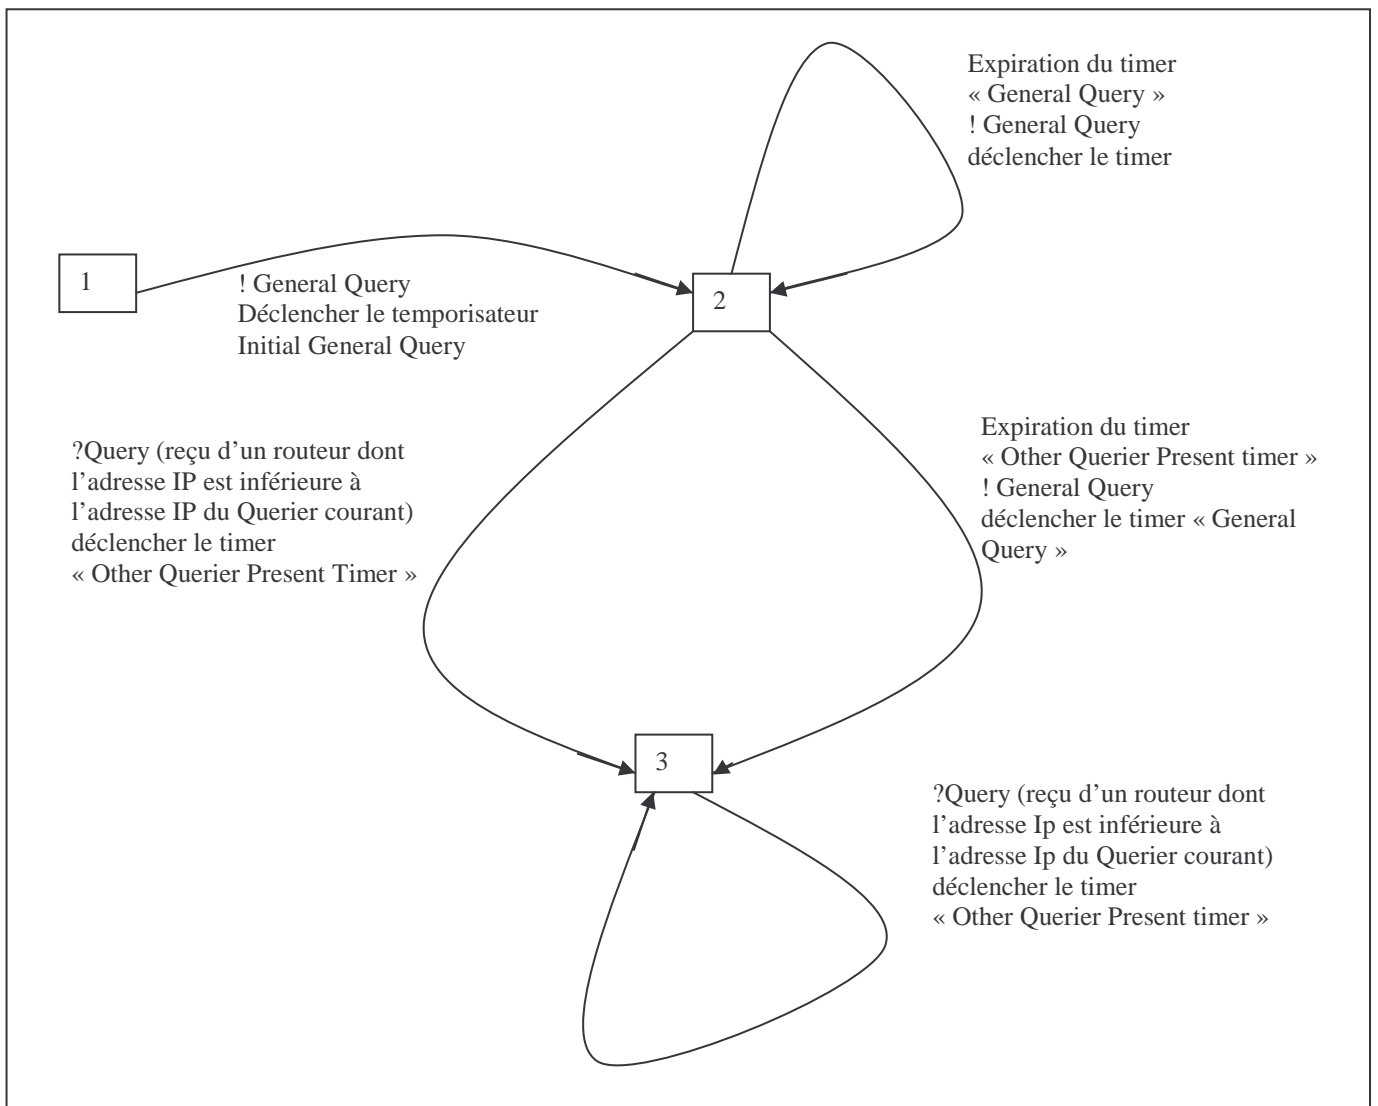 Expiration du timer
« General Query »
! General Query
déclencher le timer
1
! General Query
Déclencher le temporisateur
Initial General Query
2
?Query (reçu d’un routeur dont
l’adresse IP est inférieure à
l’adresse IP du Querier courant)
déclencher le timer
« Other Querier Present Timer »
Expiration du timer
« Other Querier Present timer »
! General Query
déclencher le timer « General
Query »
3
?Query (reçu d’un routeur dont
l’adresse Ip est inférieure à
l’adresse Ip du Querier courant)
déclencher le timer
« Other Querier Present timer »